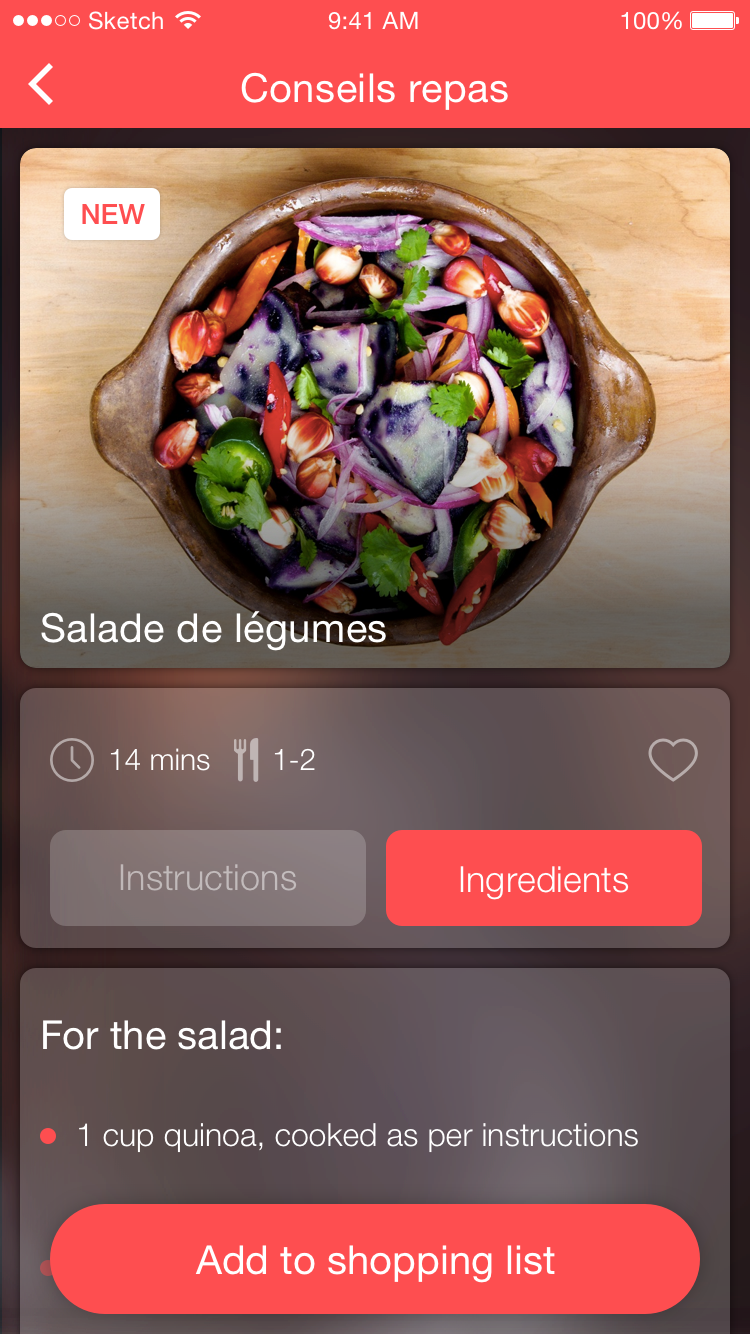 Sketch 9:41 AM 100%
Conseils repas
NEW
Salade de légumes
14 mins 1-2
Instructions Ingredients
For the salad:
1 cup quinoa, cooked as per instructions
Add to shopping list